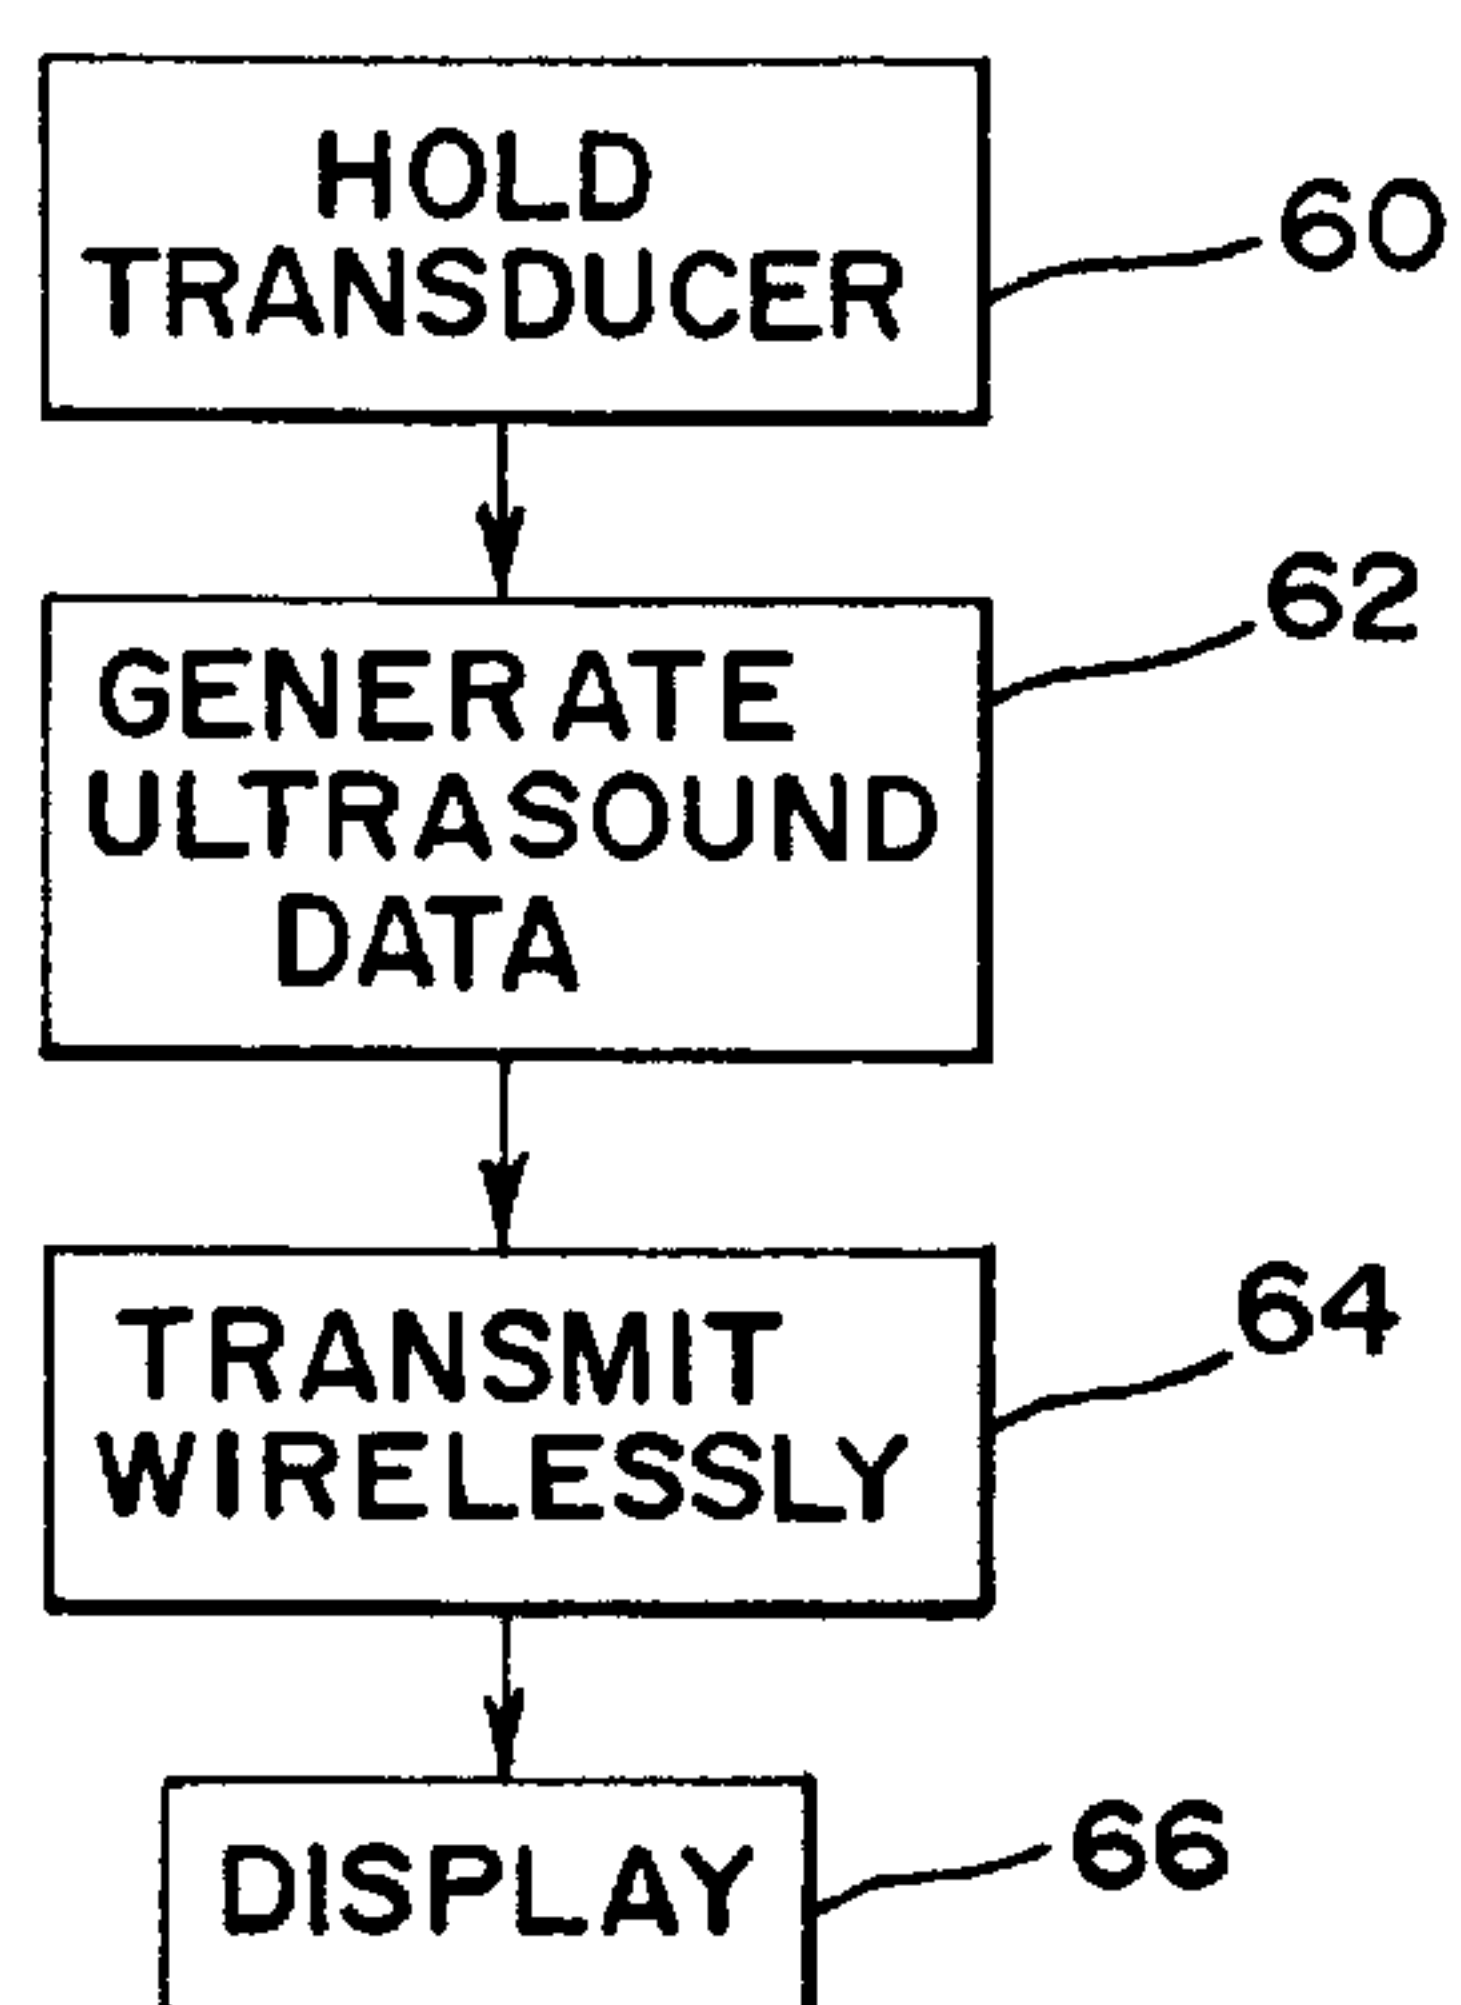 HOLD
TRANSDUCER
60
GENERATE
ULTRASOUND
DATA
62
TRANSMIT
WIRELESSLY
64
DISPLAY
66